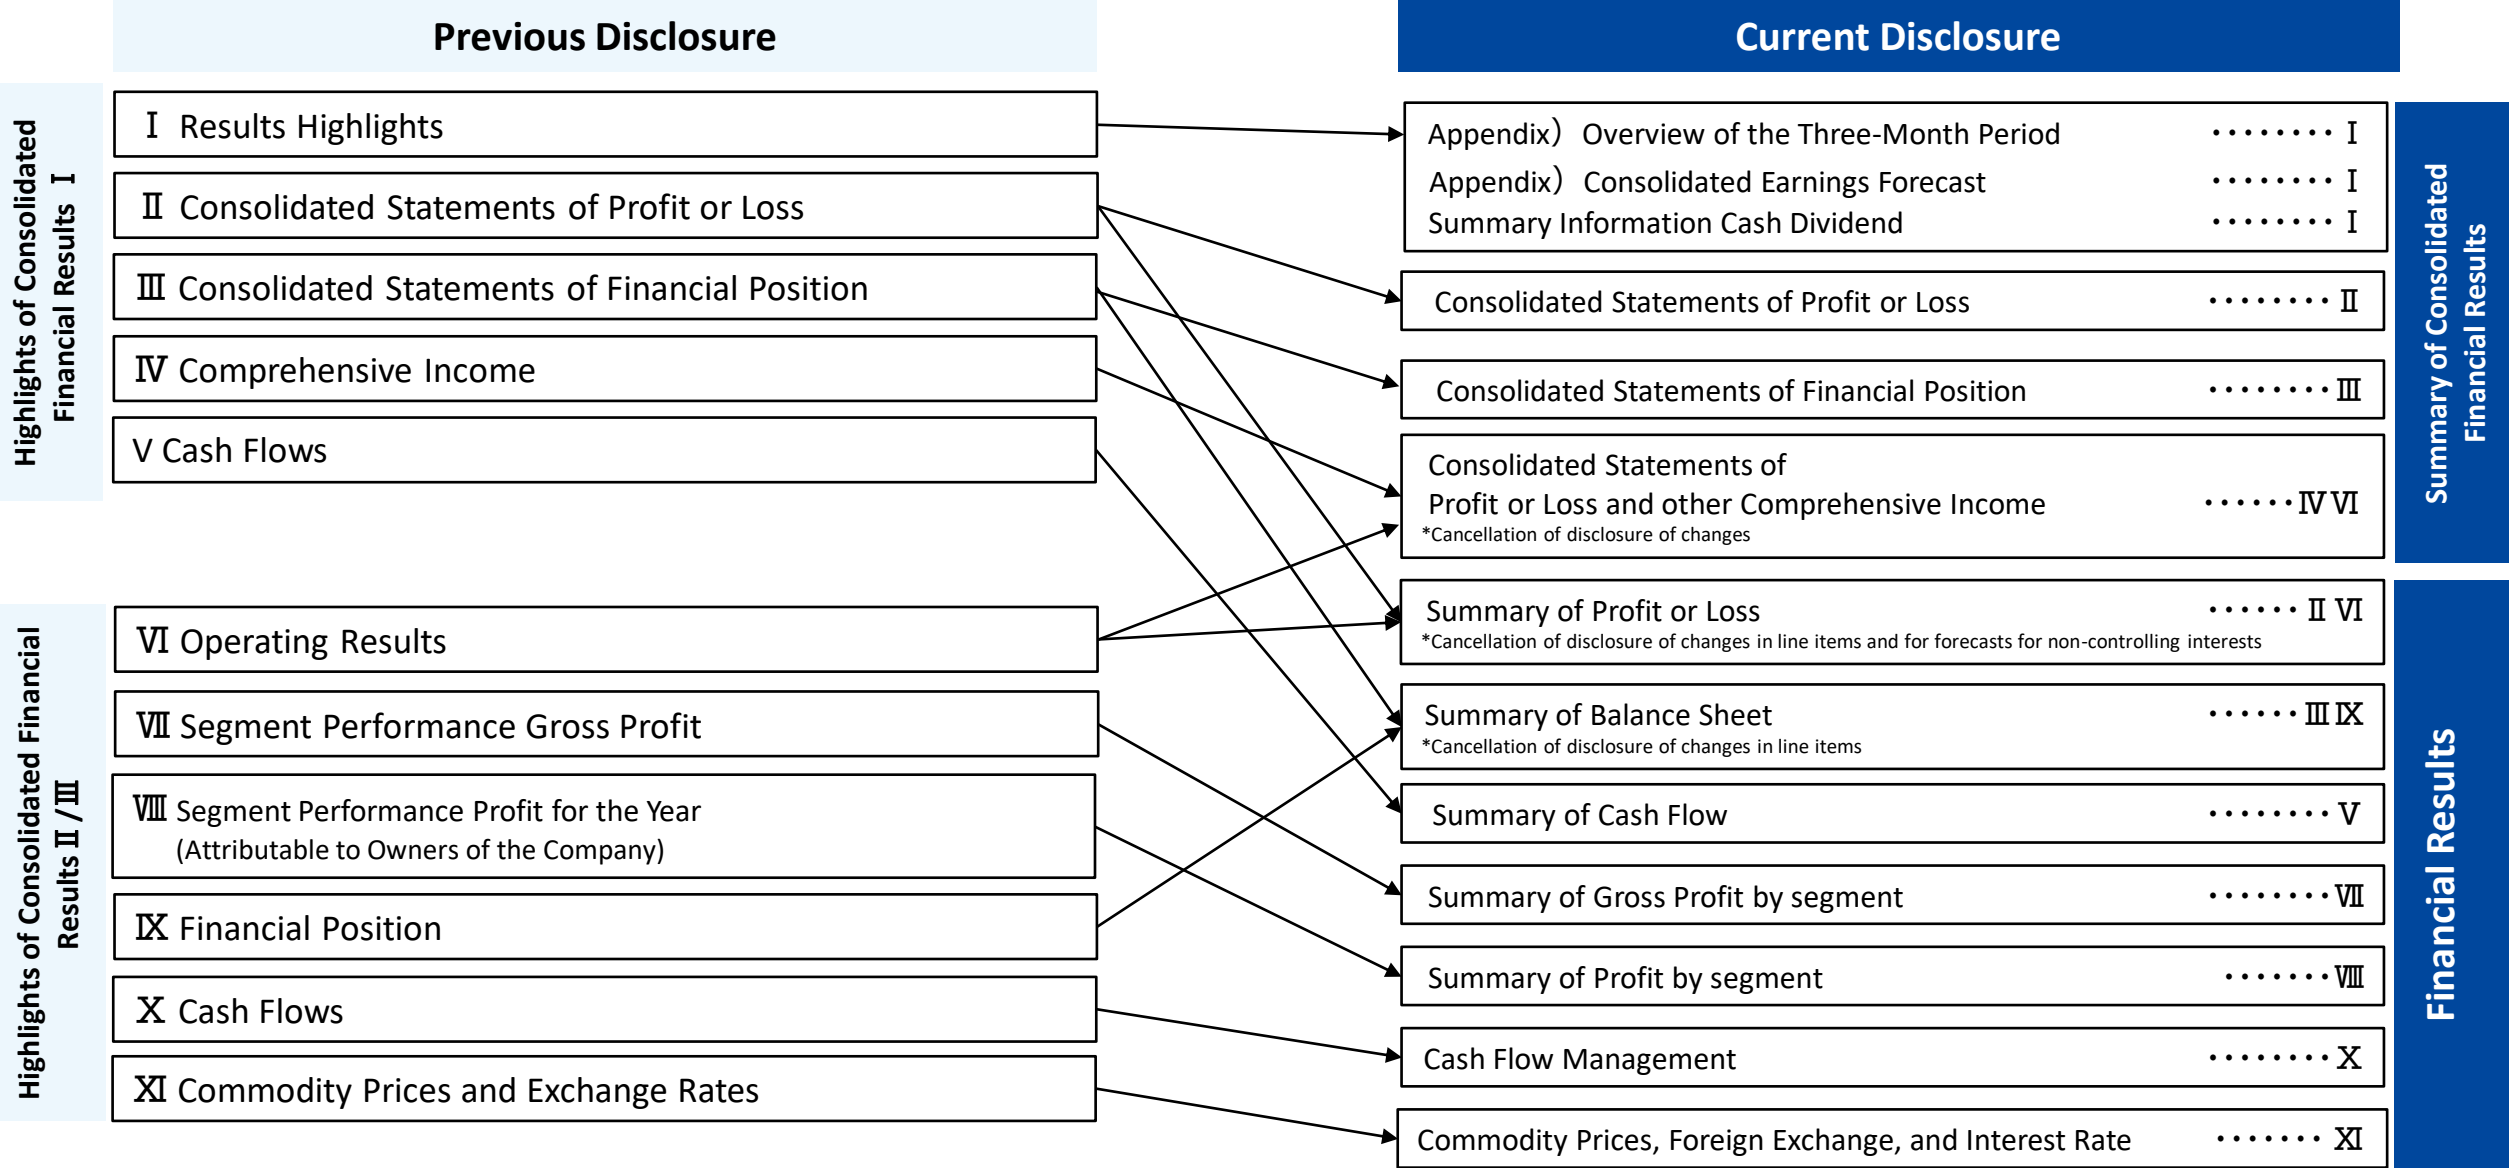 Previous Disclosure
Current Disclosure
Highlights of Consolidated
Financial Results Ⅰ
Ⅰ Results Highlights
Ⅱ Consolidated Statements of Profit or Loss
Ⅲ Consolidated Statements of Financial Position
Ⅳ Comprehensive Income
Ⅴ Cash Flows
Highlights of Consolidated Financial
Results Ⅱ/Ⅲ
Ⅵ Operating Results
Ⅶ Segment Performance Gross Profit
Ⅷ Segment Performance Profit for the Year
(Attributable to Owners of the Company)
Ⅸ Financial Position
Ⅹ Cash Flows
Ⅺ Commodity Prices and Exchange Rates
Appendix）Overview of the Three-Month Period ········ Ⅰ
Appendix）Consolidated Earnings Forecast ········ Ⅰ
Summary Information Cash Dividend ········ Ⅰ
Consolidated Statements of Profit or Loss ········ Ⅱ
Consolidated Statements of Financial Position ········ Ⅲ
Consolidated Statements of
Profit or Loss and other Comprehensive Income ······ Ⅳ Ⅵ
*Cancellation of disclosure of changes
Summary of Consolidated
Financial Results
Summary of Profit or Loss ······ Ⅱ Ⅵ
*Cancellation of disclosure of changes in line items and for forecasts for non-controlling interests
Summary of Balance Sheet ······ Ⅲ Ⅸ
*Cancellation of disclosure of changes in line items
Summary of Cash Flow ········ Ⅴ
Summary of Gross Profit by segment ········ Ⅶ
Summary of Profit by segment ······· Ⅷ
Cash Flow Management ········ Ⅹ
Commodity Prices, Foreign Exchange, and Interest Rate ······· Ⅺ
Financial Results